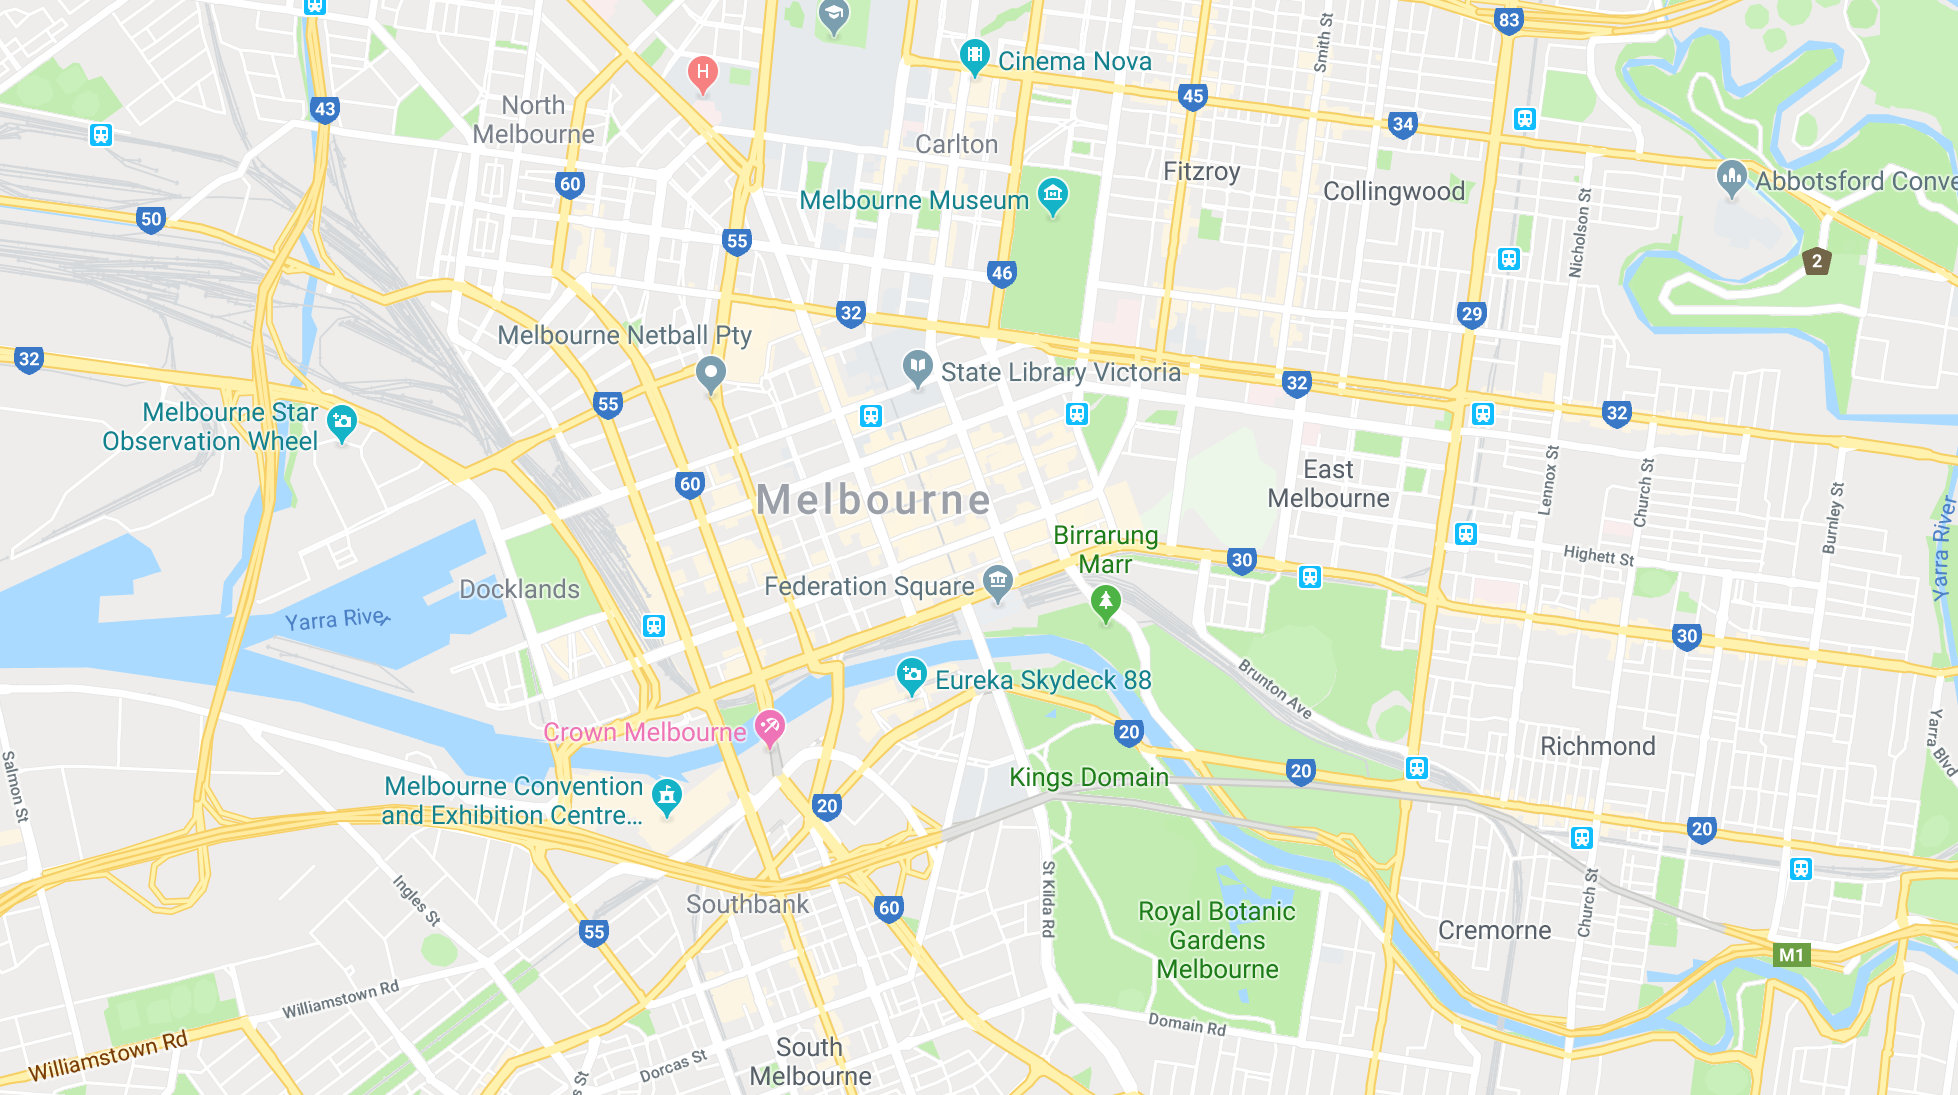 83
Cinema Nova
Smith St
43
North
Melbourne
H
45
34
Carlton
Fitzroy
60
Melbourne Museum
Collingwood
Abbotsford Conve
50
55
Nicholson St
46
2
32
29
Melbourne Netball Pty
32
State Library Victoria
32
55
32
Melbourne Star
Observation Wheel
60
Melbourne
East
Melbourne
Lennox St
Church St
Burnley St
Yarra River
Birrarung
Marr
30
Highett St
Docklands
Federation Square
Yarra Rive
30
Eureka Skydeck 88
Brunton Ave
Crown Melbourne
20
Richmond
Yarra Blvd
Salmon St
Melbourne Convention
and Exhibition Centre...
Kings Domain
20
20
20
Ingles St
Southbank
60
St Kilda Rd
Church St
55
Royal Botanic
Gardens
Melbourne
Cremorne
M1
Williamstown Rd
Domain Rd
Williamstown Rd
South
Melbourne
Dorcas St
s St